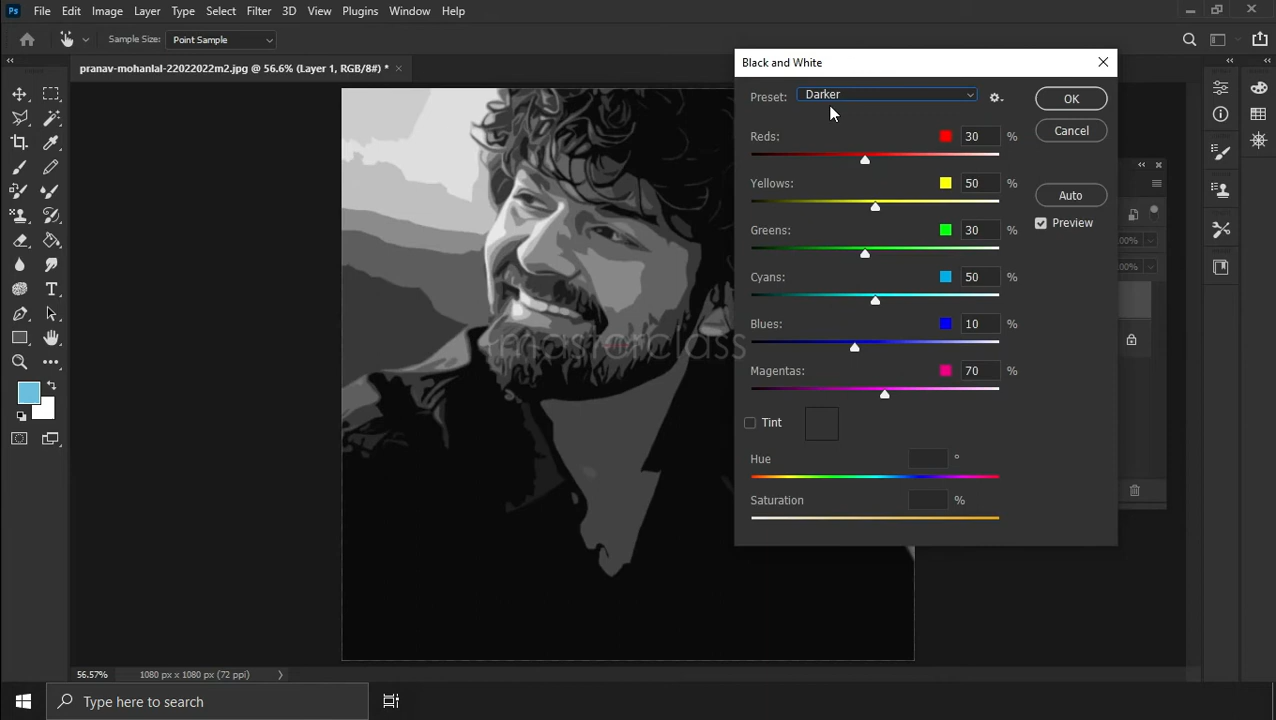 Ps File Edit Image Layer Type Select Filter 3D View Plugins Window Help
Sample Size: Point Sample
pranav-mohanlal-22022022m2.jpg @ 56.6% (Layer 1, RGB/8#) *
Black and White
Preset: Darker
OK
Reds: 30 %
Cancel
Yellows: 50 %
Auto
Preview
Greens: 30 %
Cyans: 50 %
Blues: 10 %
Magentas: 70 %
Tint
Hue °
Saturation %
00%
00%
56.57% 1080 px x 1080 px (72 ppi)
Type here to search